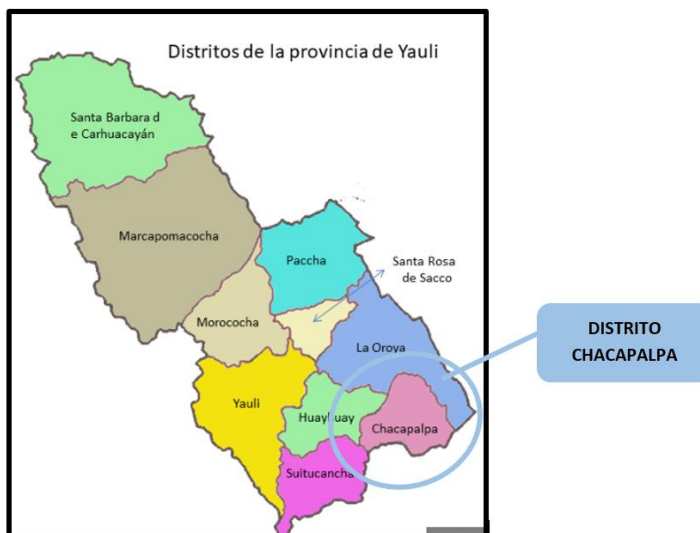 Distritos de la provincia de Yauli
Santa Barbara d
e Carhuacayán
Marcapomacocha
Paccha
Santa Rosa
de Sacco
Morococha
La Oroya
DISTRITO
CHACAPALPA
Yauli
Huayhuay
Chacapalpa
Suitucancha